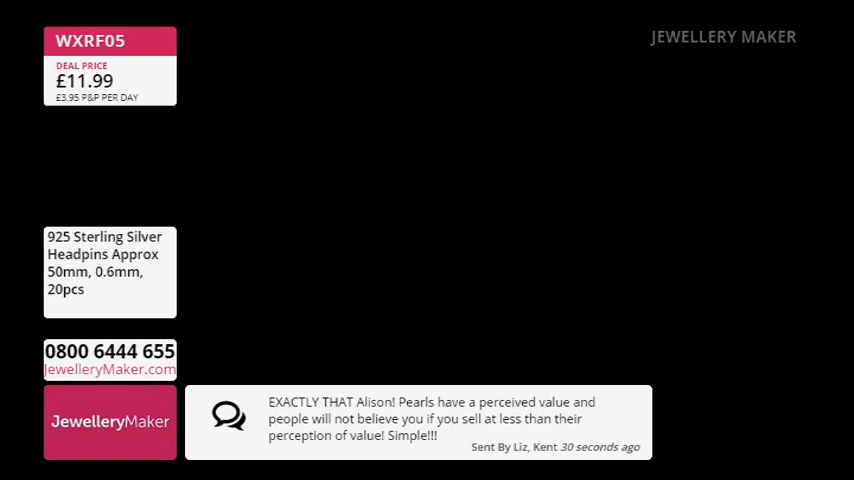 WXRF05
DEAL PRICE
£11.99
£3.95 P&P PER DAY
JEWELLERY MAKER
925 Sterling Silver
Headpins Approx
50mm, 0.6mm,
20pcs
0800 6444 655
JewelleryMaker.com
JewelleryMaker
EXACTLY THAT Alison! Pearls have a perceived value and
people will not believe you if you sell at less than their
perception of value! Simple!!!
Sent By Liz, Kent 30 seconds ago